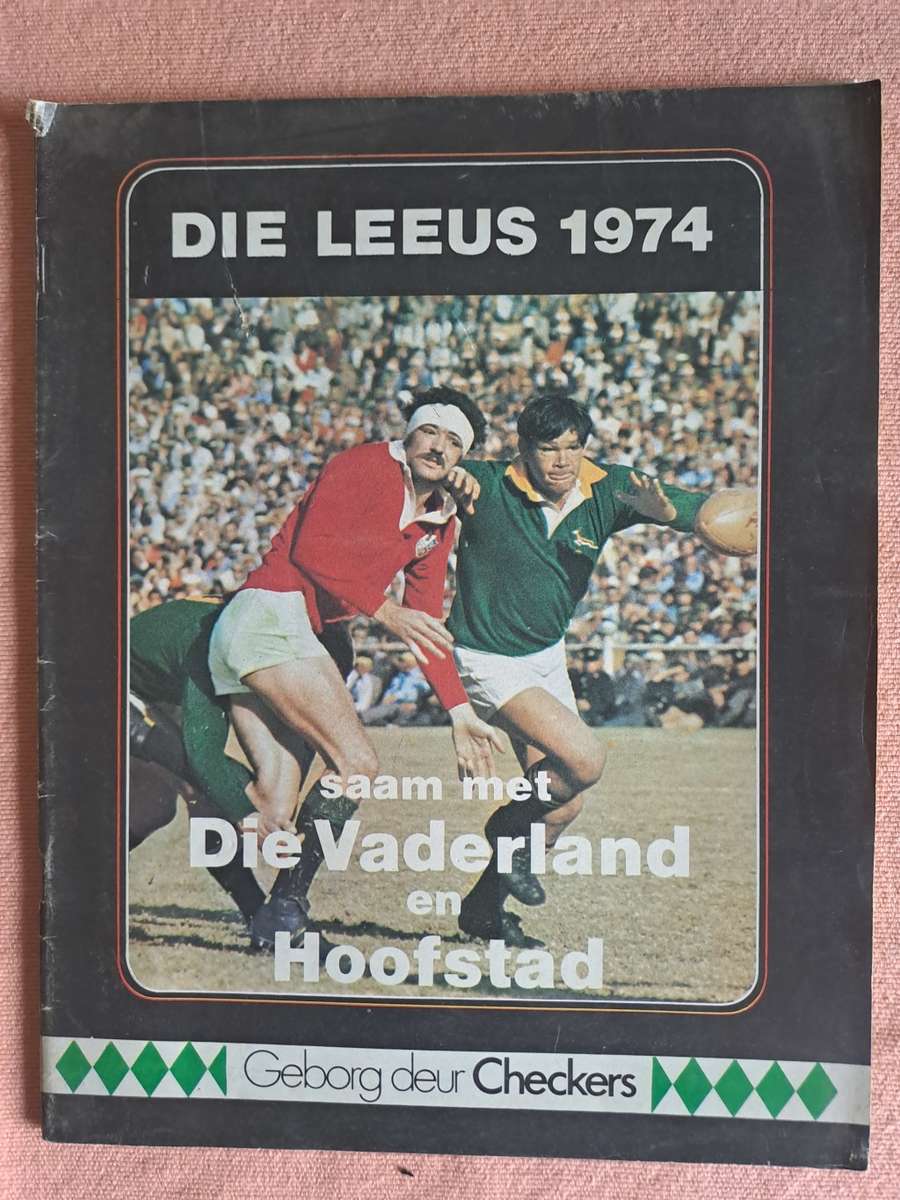 DIE LEEUS 1974
saam met
Die Vaderland
en
Hoofstad
Geborg deur Checkers